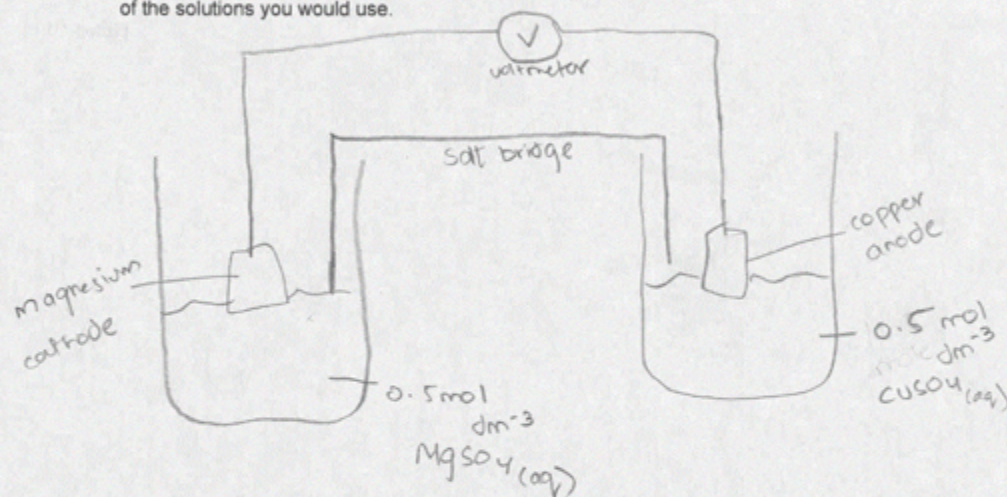 of the solutions you would use.
V
voltmeter
salt bridge
magnesium
cathode
copper
anode
0.5mol
dm⁻³
MgSO4(aq)
0.5 mol
dm⁻³
CuSO4(aq)